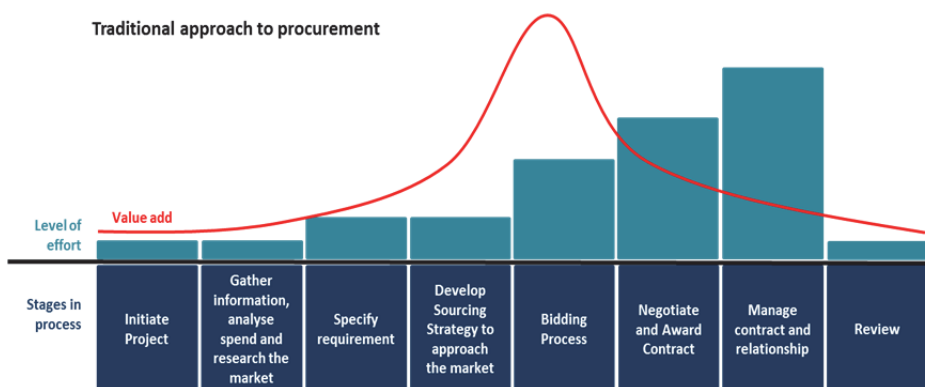 Traditional approach to procurement
Value add
Level of
effort
Stages in
process
Initiate
Project
Gather
information,
analyse
spend and
research the
market
Specify
requirement
Develop
Sourcing
Strategy to
approach
the market
Bidding
Process
Negotiate
and Award
Contract
Manage
contract and
relationship
Review